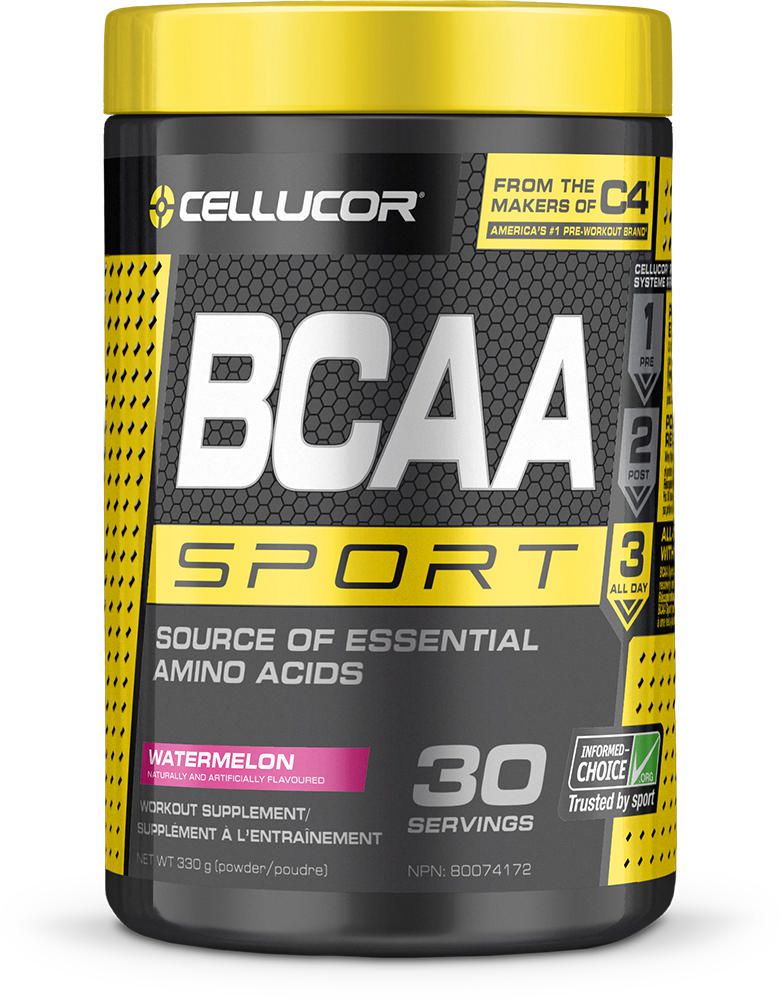 CELLUCOR®
FROM THE
MAKERS OF C4
AMERICA'S #1 PRE-WORKOUT BRAND
CELLUCOR
SYSTEME
1
PRE
2
POST
3
ALL DAY
BCAA
SPORT
SOURCE OF ESSENTIAL
AMINO ACIDS
WATERMELON
NATURALLY AND ARTIFICIALLY FLAVOURED
30
SERVINGS
INFORMED-
CHOICE
.ORG
Trusted by sport
WORKOUT SUPPLEMENT/
SUPPLÉMENT À L'ENTRAÎNEMENT
NET WT 330 g (powder/poudre)
NPN: 80074172